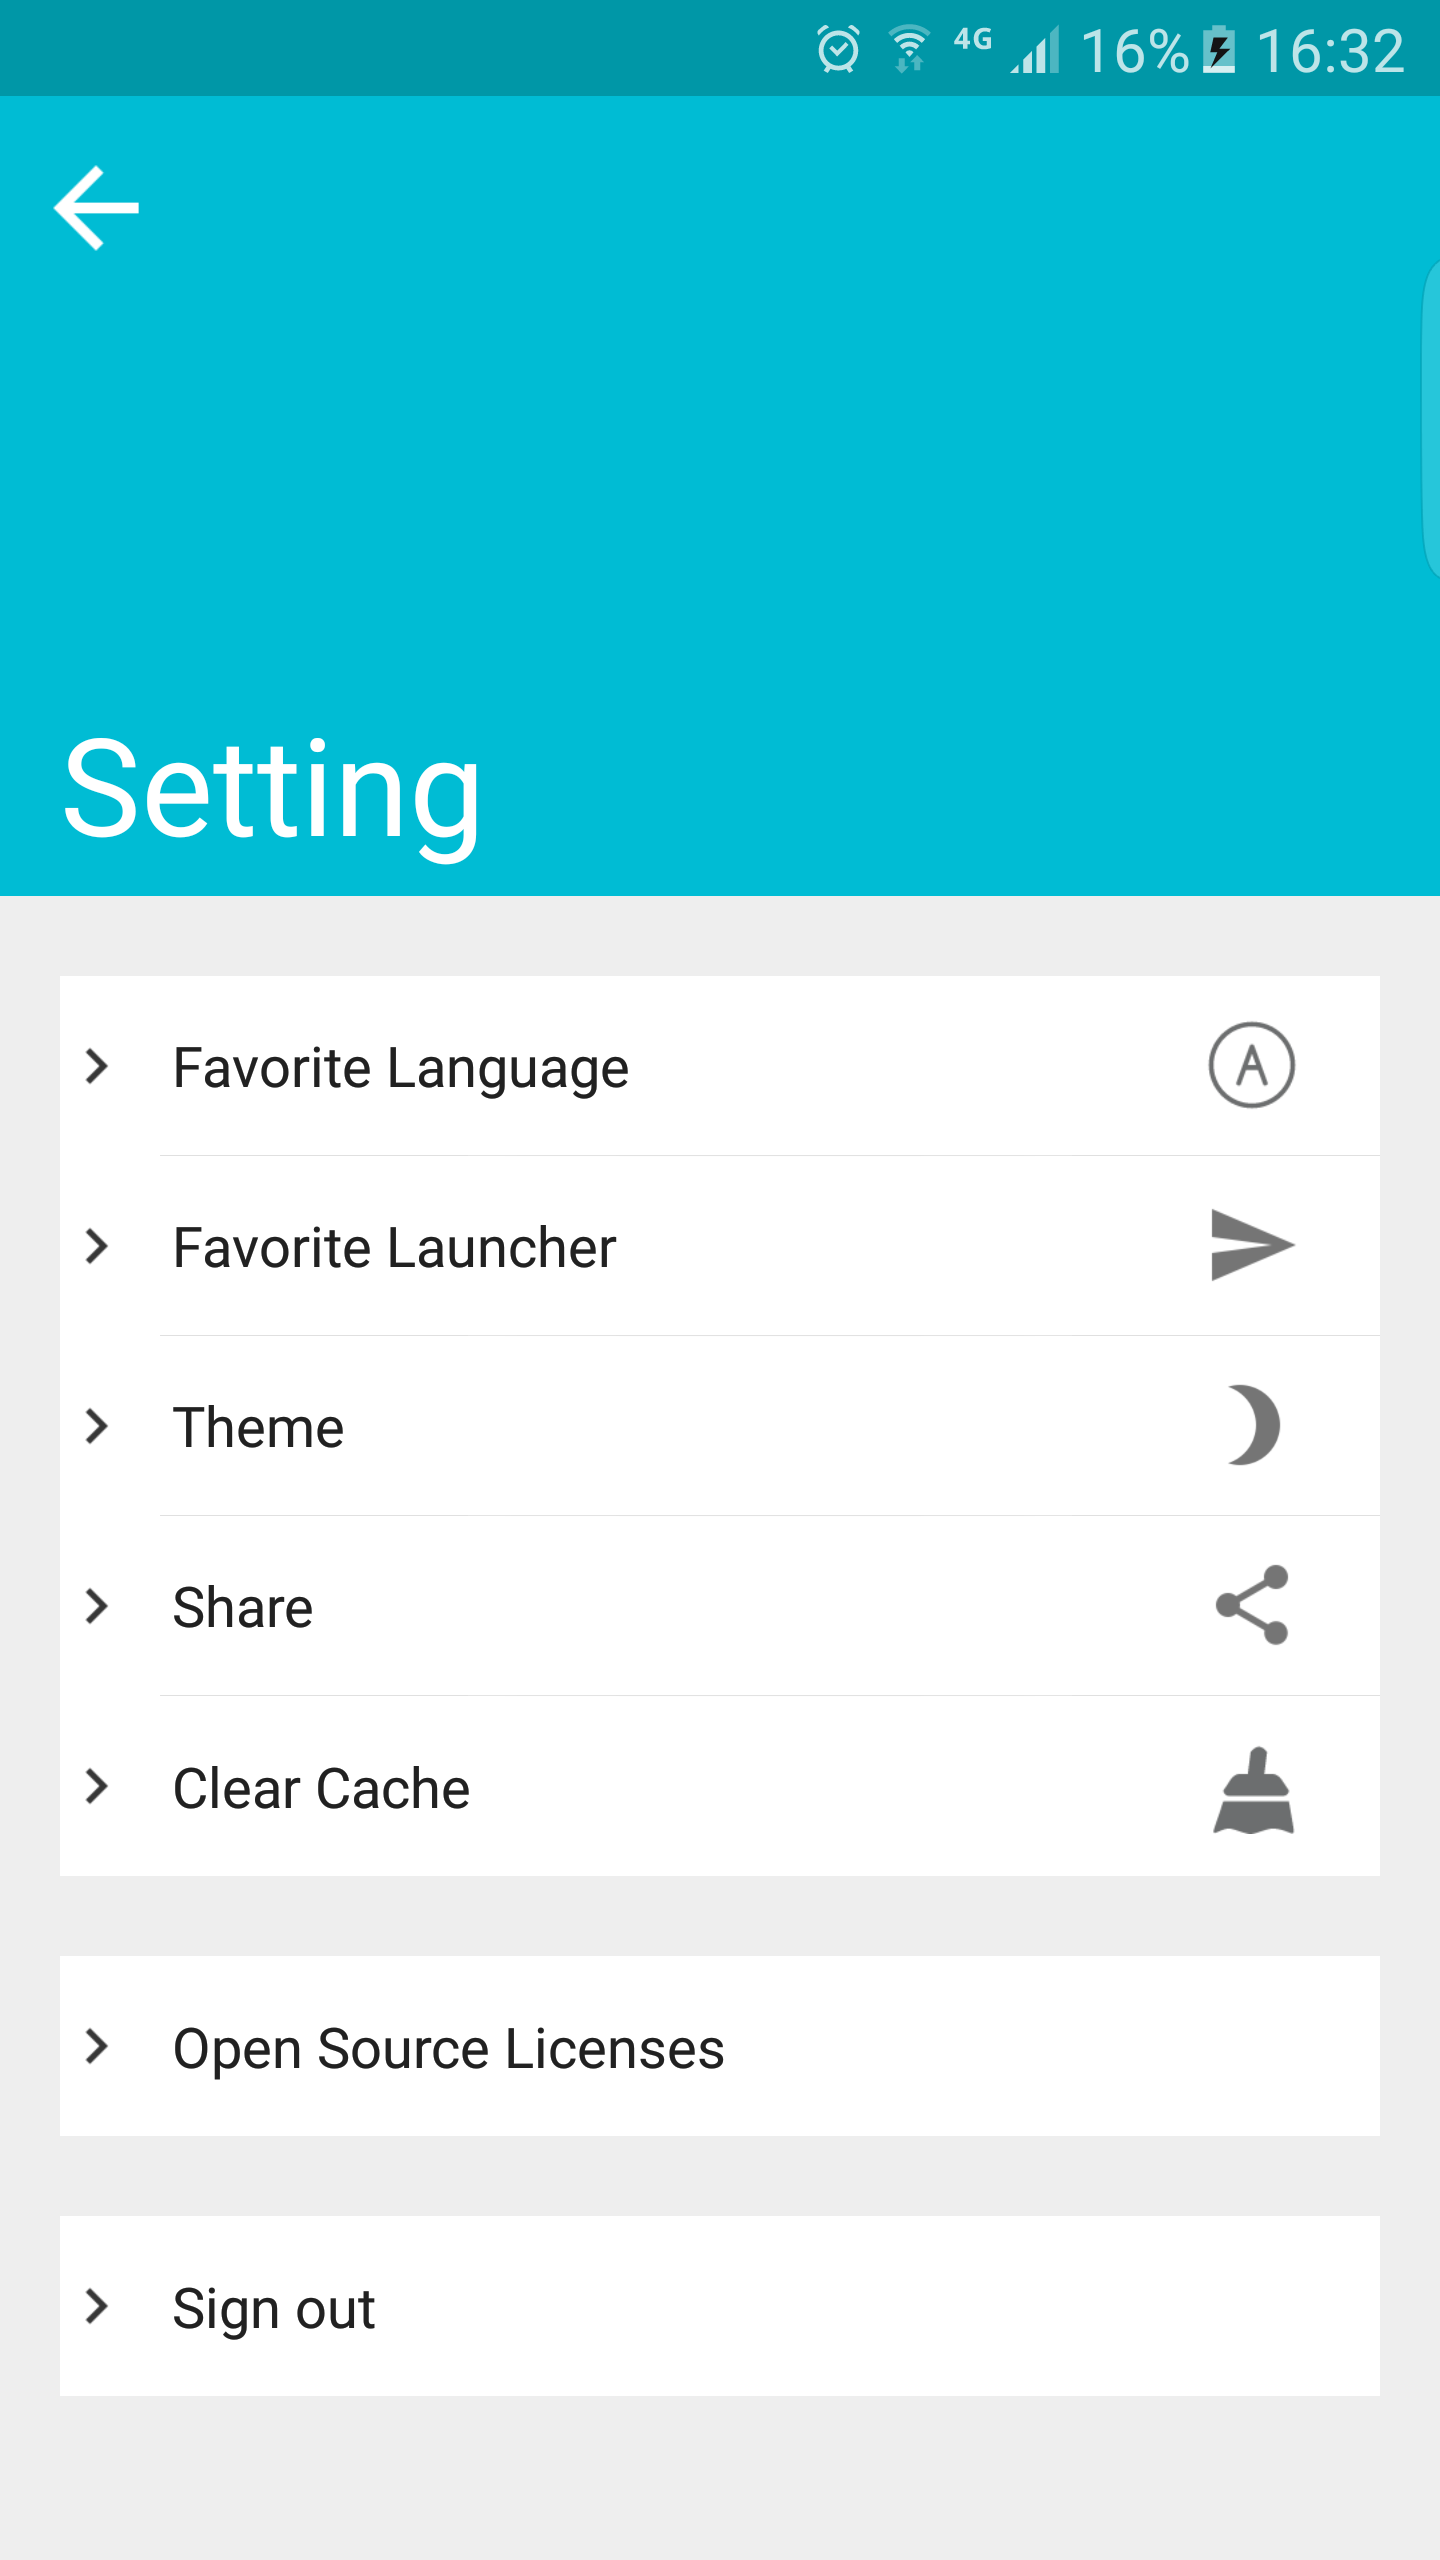 4G 16% 16:32
Setting
Favorite Language
A
Favorite Launcher
Theme
Share
Clear Cache
Open Source Licenses
Sign out